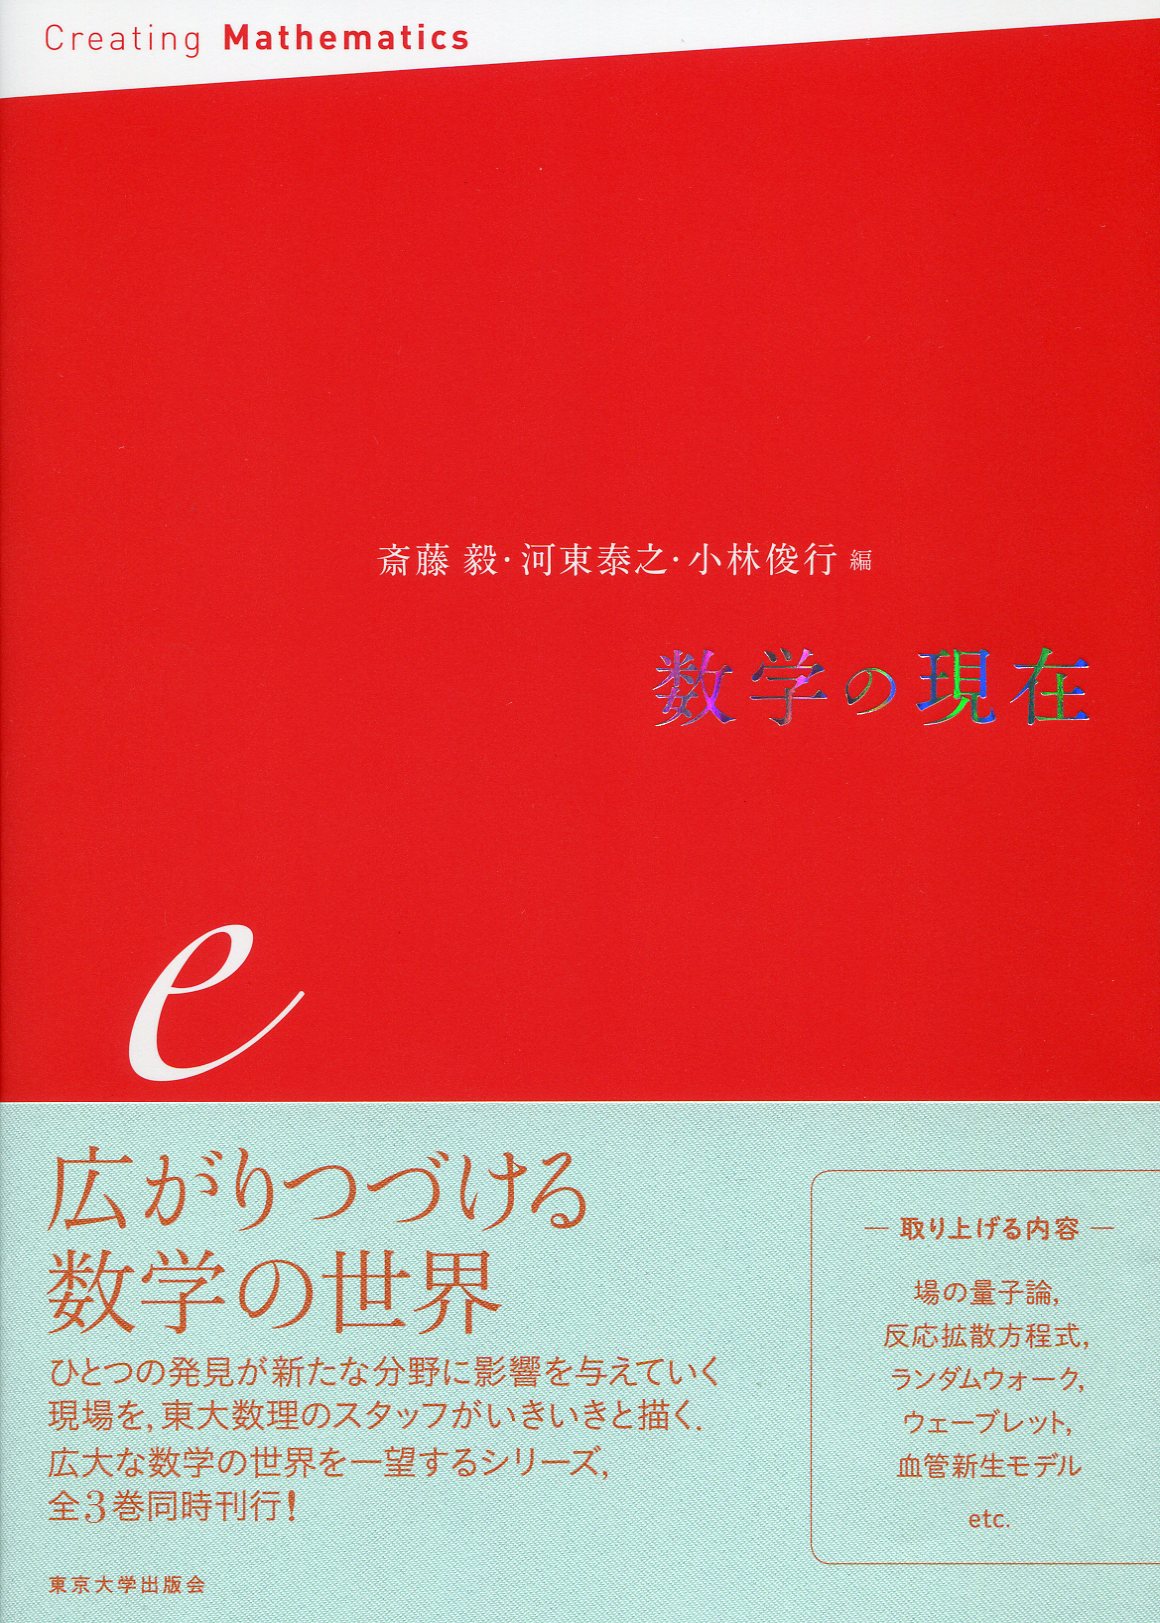 Creating Mathematics
斎藤 毅・河東泰之・小林俊行 編
数学の現在
e
広がりつづける
数学の世界
ひとつの発見が新たな分野に影響を与えていく
現場を，東大数理のスタッフがいきいきと描く．
広大な数学の世界を一望するシリーズ，
全3巻同時刊行！
東京大学出版会
― 取り上げる内容 ―
場の量子論，
反応拡散方程式，
ランダムウォーク，
ウェーブレット，
血管新生モデル
etc.